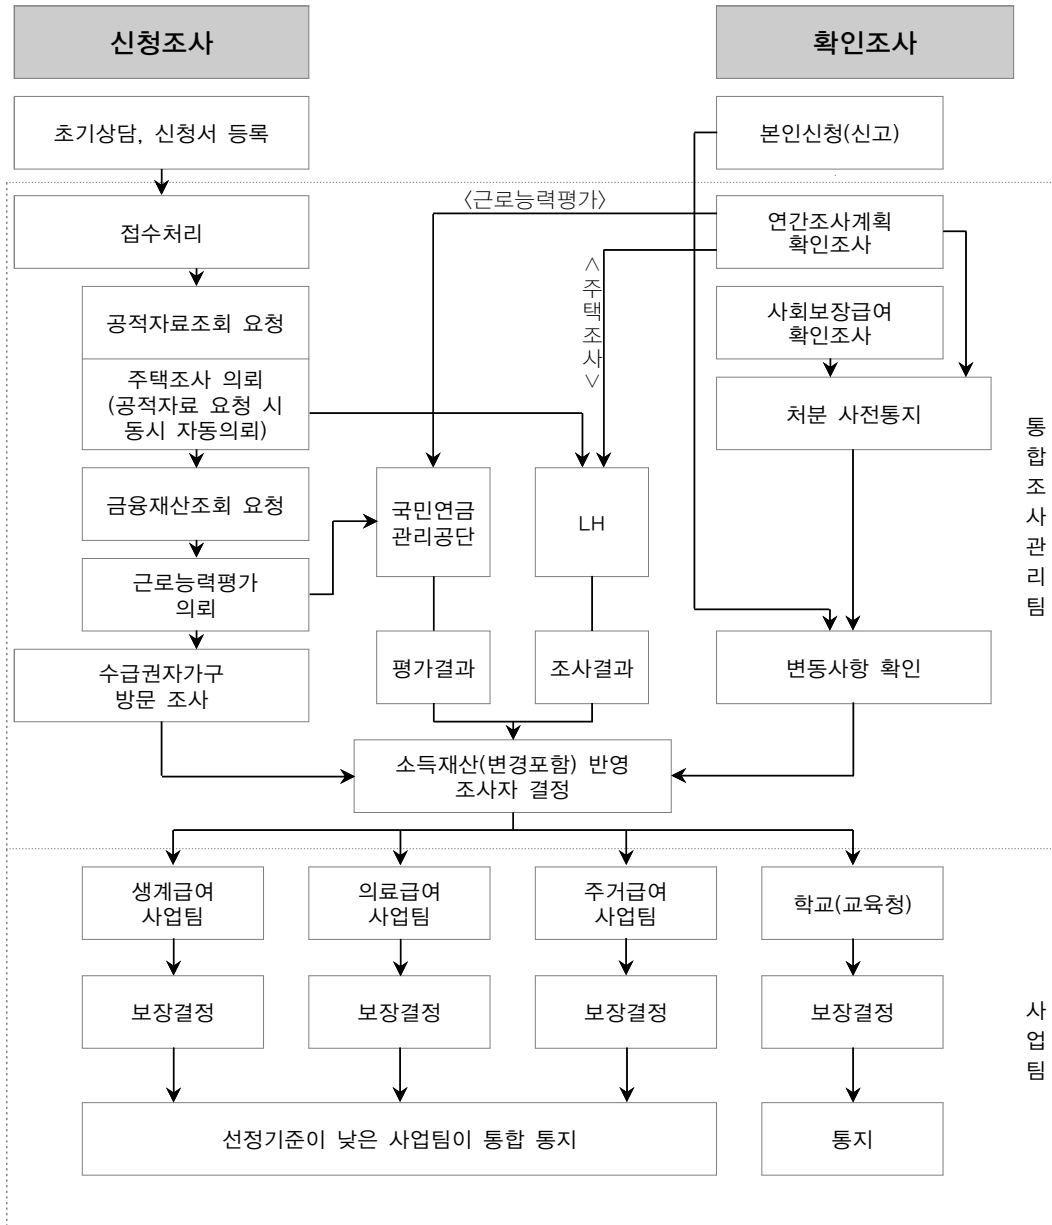 신청조사
확인조사
초기상담, 신청서 등록
본인신청(신고)
접수처리
〈근로능력평가〉
연간조사계획
확인조사
공적자료조회 요청
〈주택조사〉
사회보장급여
확인조사
주택조사 의뢰
(공적자료 요청 시
동시 자동의뢰)
처분 사전통지
통합조사관리팀
금융재산조회 요청
국민연금
관리공단
LH
근로능력평가
의뢰
수급권자가구
방문 조사
평가결과
조사결과
변동사항 확인
소득재산(변경포함) 반영
조사자 결정
생계급여
사업팀
의료급여
사업팀
주거급여
사업팀
학교(교육청)
보장결정
보장결정
보장결정
보장결정
사업팀
선정기준이 낮은 사업팀이 통합 통지
통지